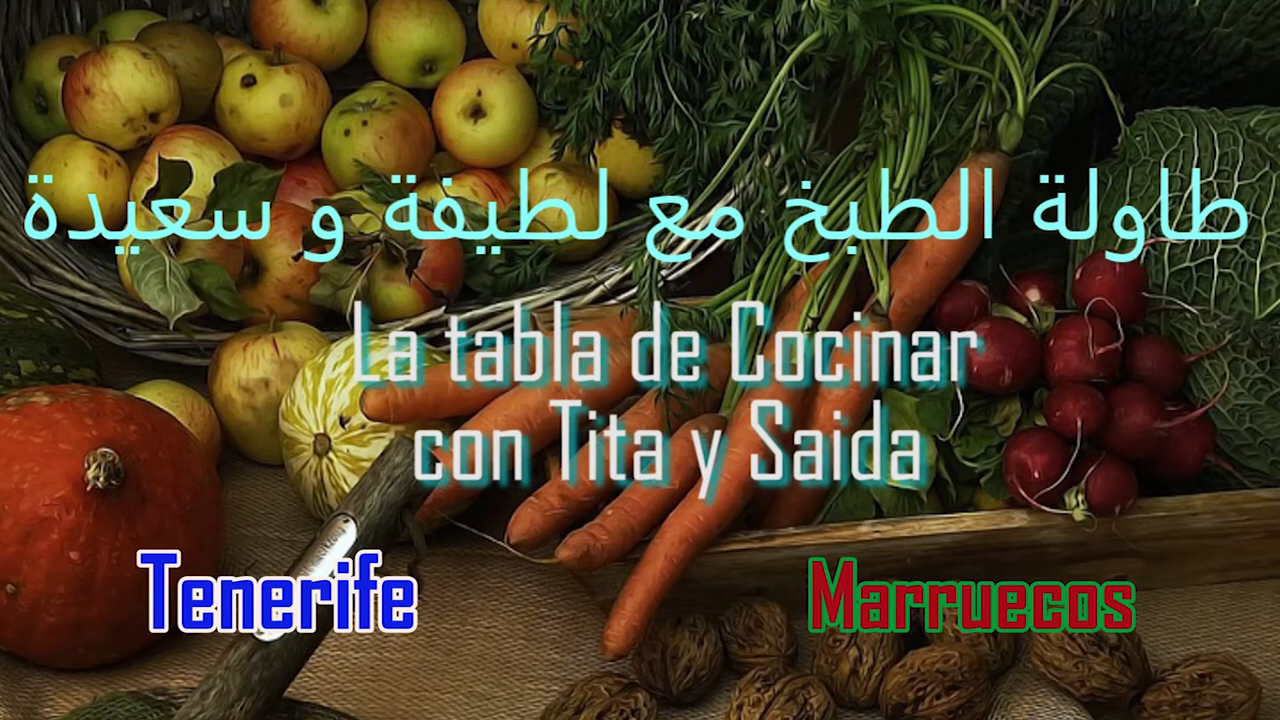 طاولة الطبخ مع لطيفة و سعيدة
La tabla de Cocinar
con Tita y Saida
Tenerife
Marruecos